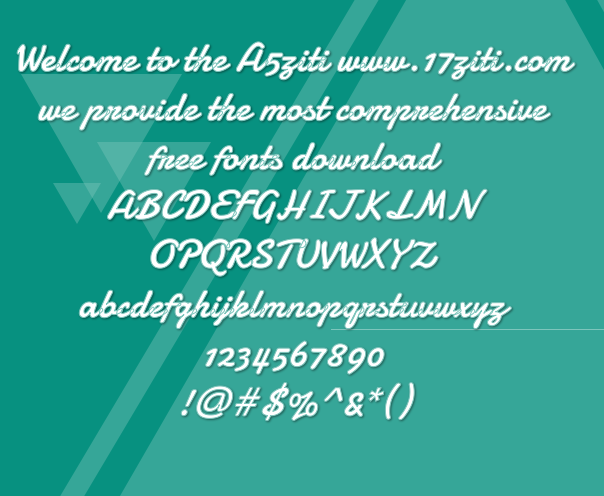 Welcome to the A5ziti www.17ziti.com
we provide the most comprehensive
free fonts download
ABCDEFGHIJKLMN
OPQRSTUVWXYZ
abcdefghijklmnopqrstuvwxyz
1234567890
!@#$%^&*()